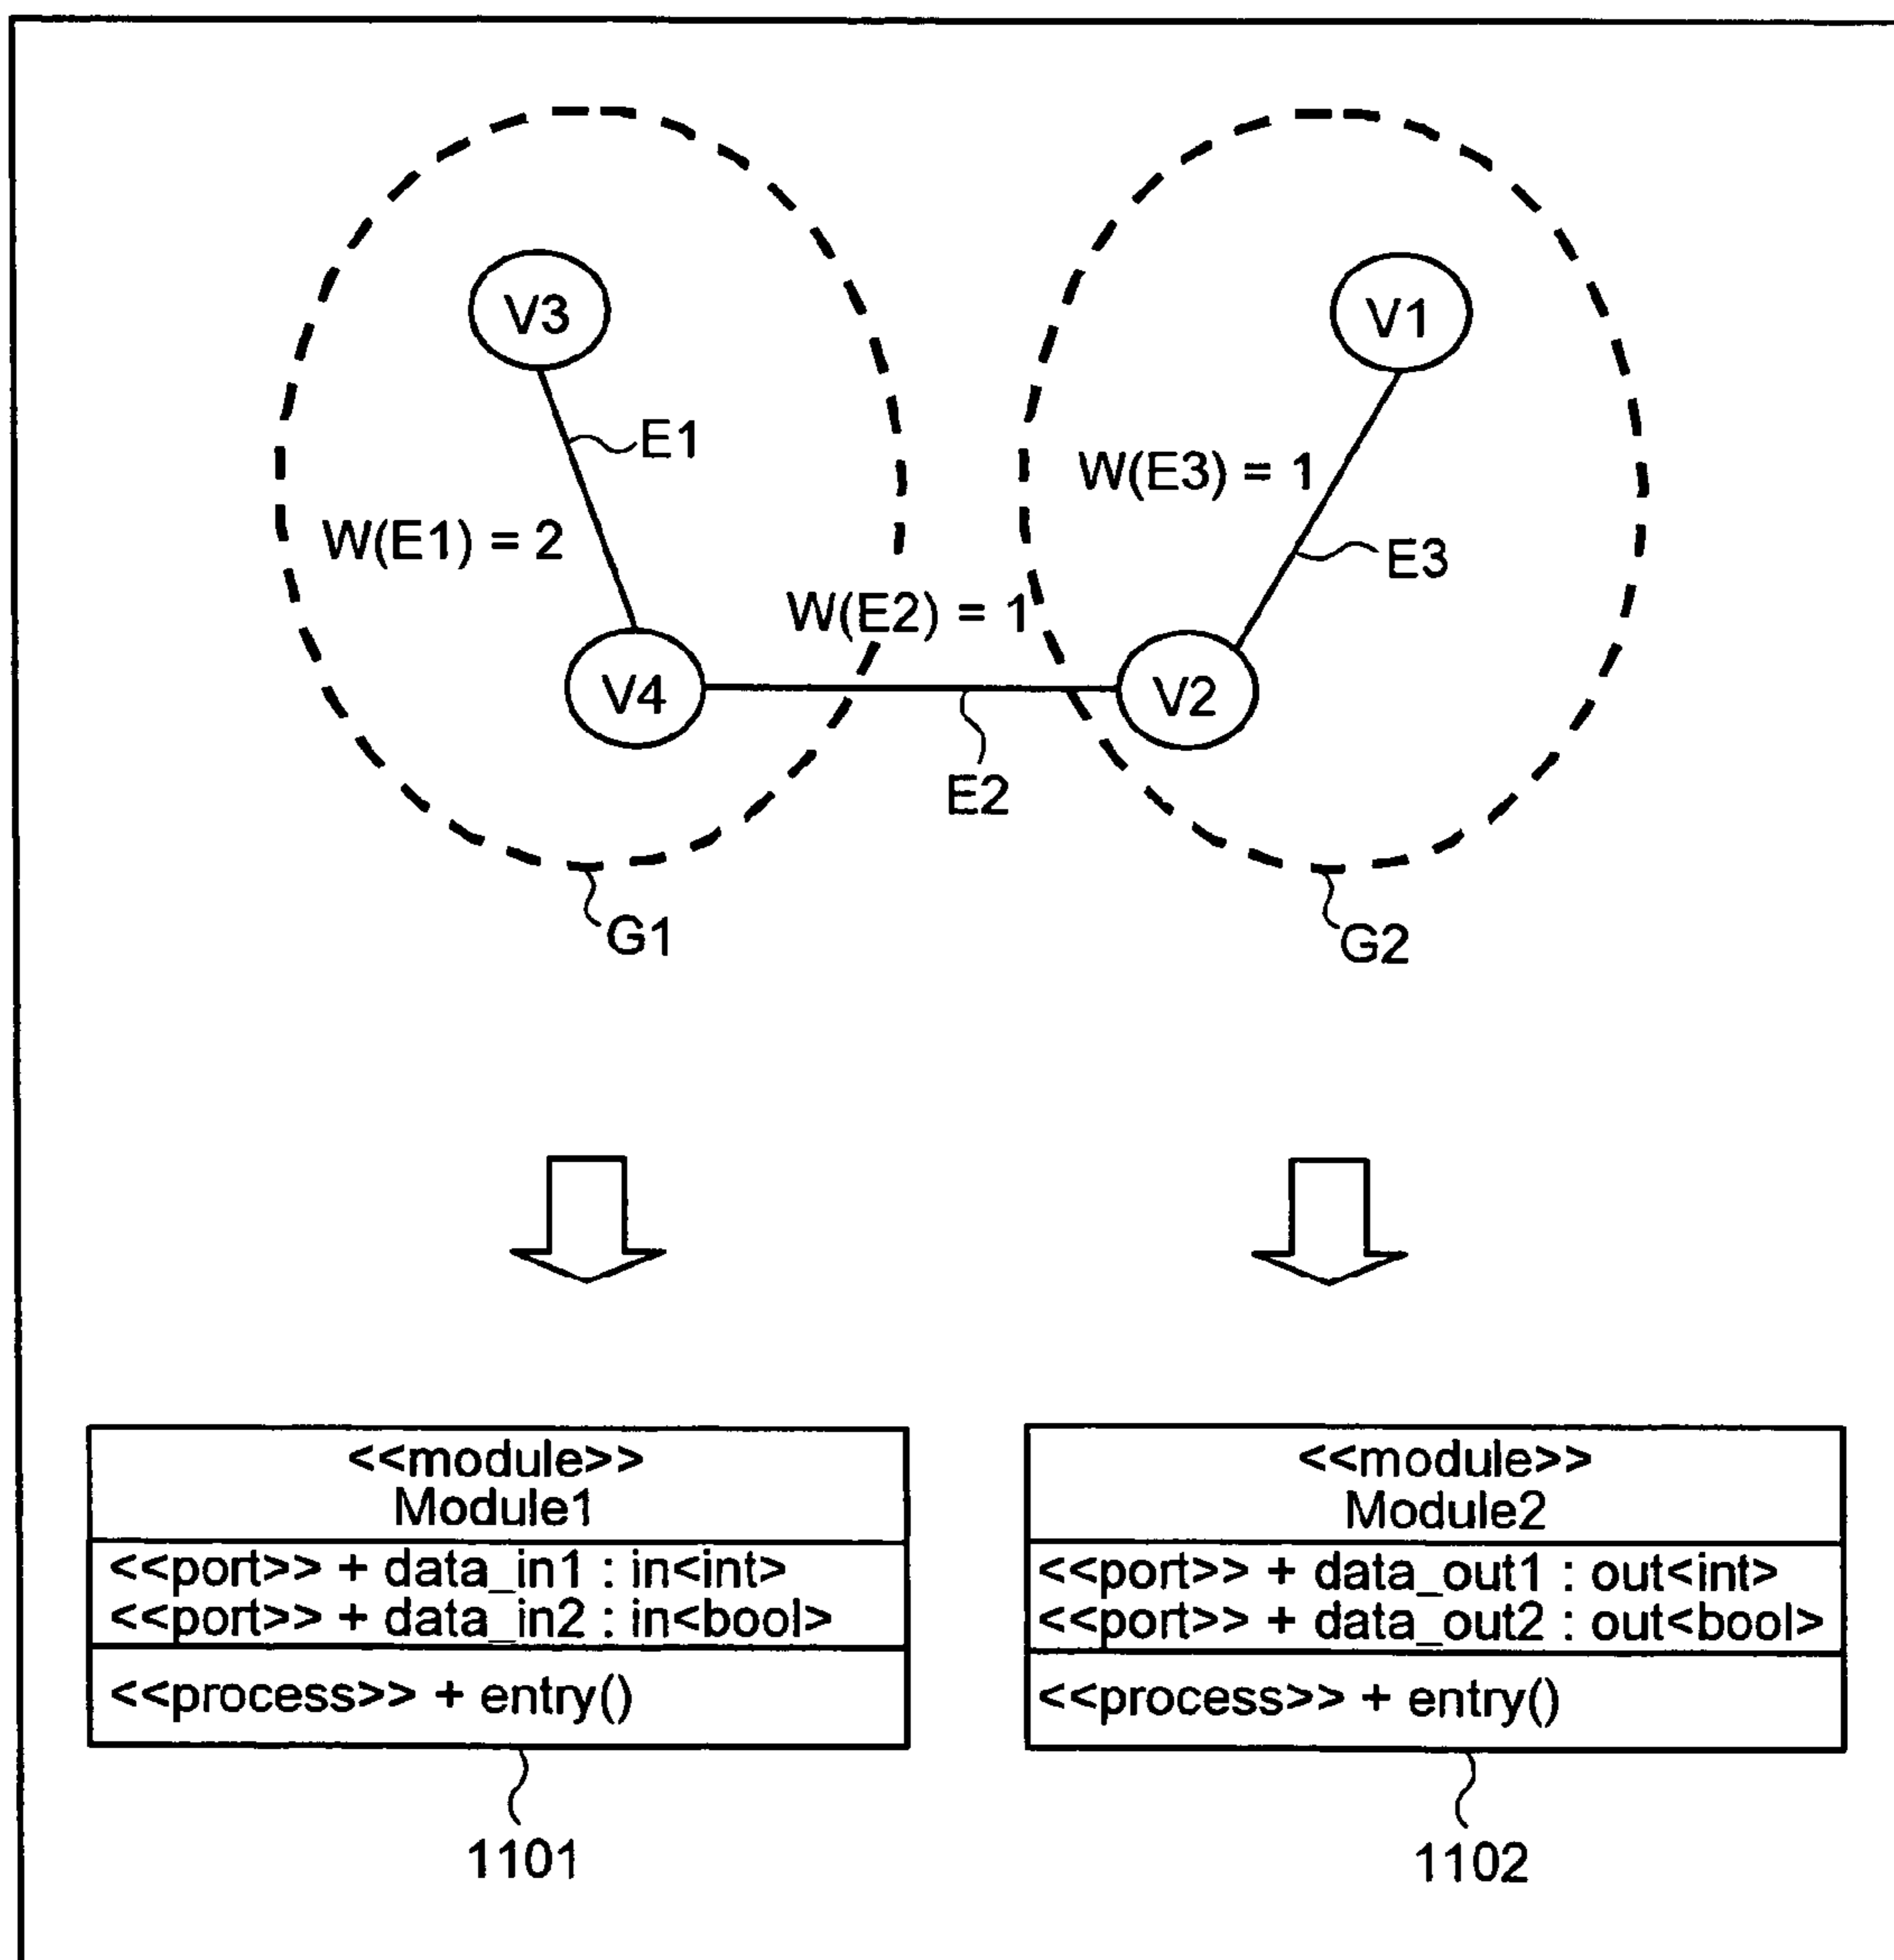 V3
V1
E1
W(E3) = 1
W(E1) = 2
E3
W(E2) = 1
V4
V2
E2
G1
G2
<<module>>
Module1
<<port>> + data_in1 : in<int>
<<port>> + data_in2 : in<bool>
<<process>> + entry()
1101
<<module>>
Module2
<<port>> + data_out1 : out<int>
<<port>> + data_out2 : out<bool>
<<process>> + entry()
1102